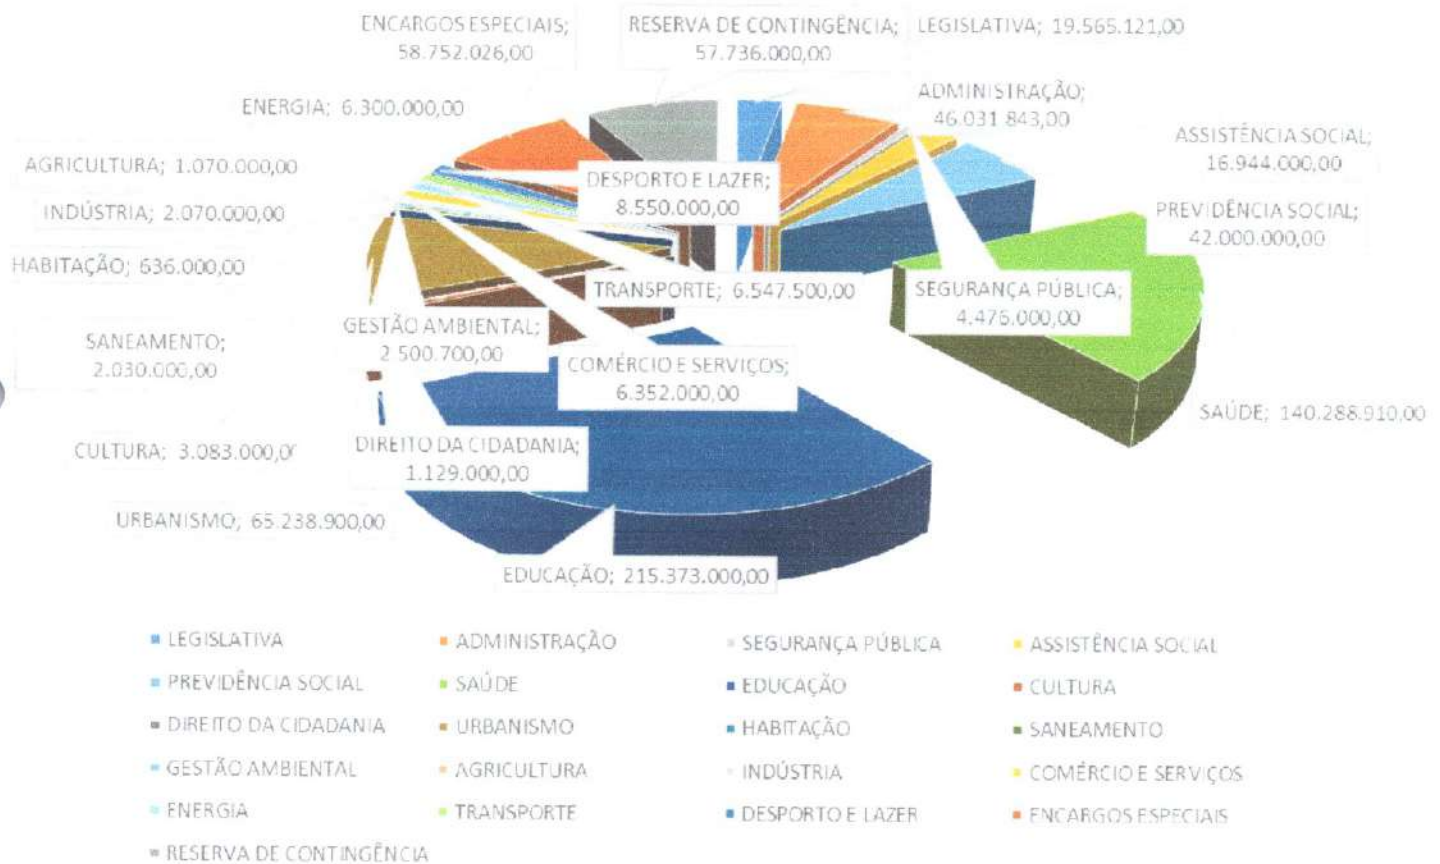 ENCARGOS ESPECIAIS;
58.752.026,00
RESERVA DE CONTINGÊNCIA;
57.736.000,00
LEGISLATIVA; 19.565.121,00
ENERGIA; 6.300.000,00
ADMINISTRAÇÃO;
46.031.843,00
ASSISTÊNCIA SOCIAL;
16.944.000,00
AGRICULTURA; 1.070.000,00
DESPORTO E LAZER;
8.550.000,00
INDÚSTRIA; 2.070.000,00
PREVIDÊNCIA SOCIAL;
42.000.000,00
HABITAÇÃO; 636.000,00
TRANSPORTE; 6.547.500,00
SEGURANÇA PÚBLICA;
4.476.000,00
GESTÃO AMBIENTAL;
2.500.700,00
SANEAMENTO;
2.030.000,00
COMÉRCIO E SERVIÇOS;
6.352.000,00
SAÚDE; 140.288.910,00
CULTURA; 3.083.000,0
DIREITO DA CIDADANIA;
1.129.000,00
URBANISMO; 65.238.900,00
EDUCAÇÃO; 215.373.000,00
LEGISLATIVA ADMINISTRAÇÃO SEGURANÇA PÚBLICA ASSISTÊNCIA SOCIAL
PREVIDÊNCIA SOCIAL SAÚDE EDUCAÇÃO CULTURA
DIREITO DA CIDADANIA URBANISMO HABITAÇÃO SANEAMENTO
GESTÃO AMBIENTAL AGRICULTURA INDÚSTRIA COMÉRCIO E SERVIÇOS
ENERGIA TRANSPORTE DESPORTO E LAZER ENCARGOS ESPECIAIS
RESERVA DE CONTINGÊNCIA